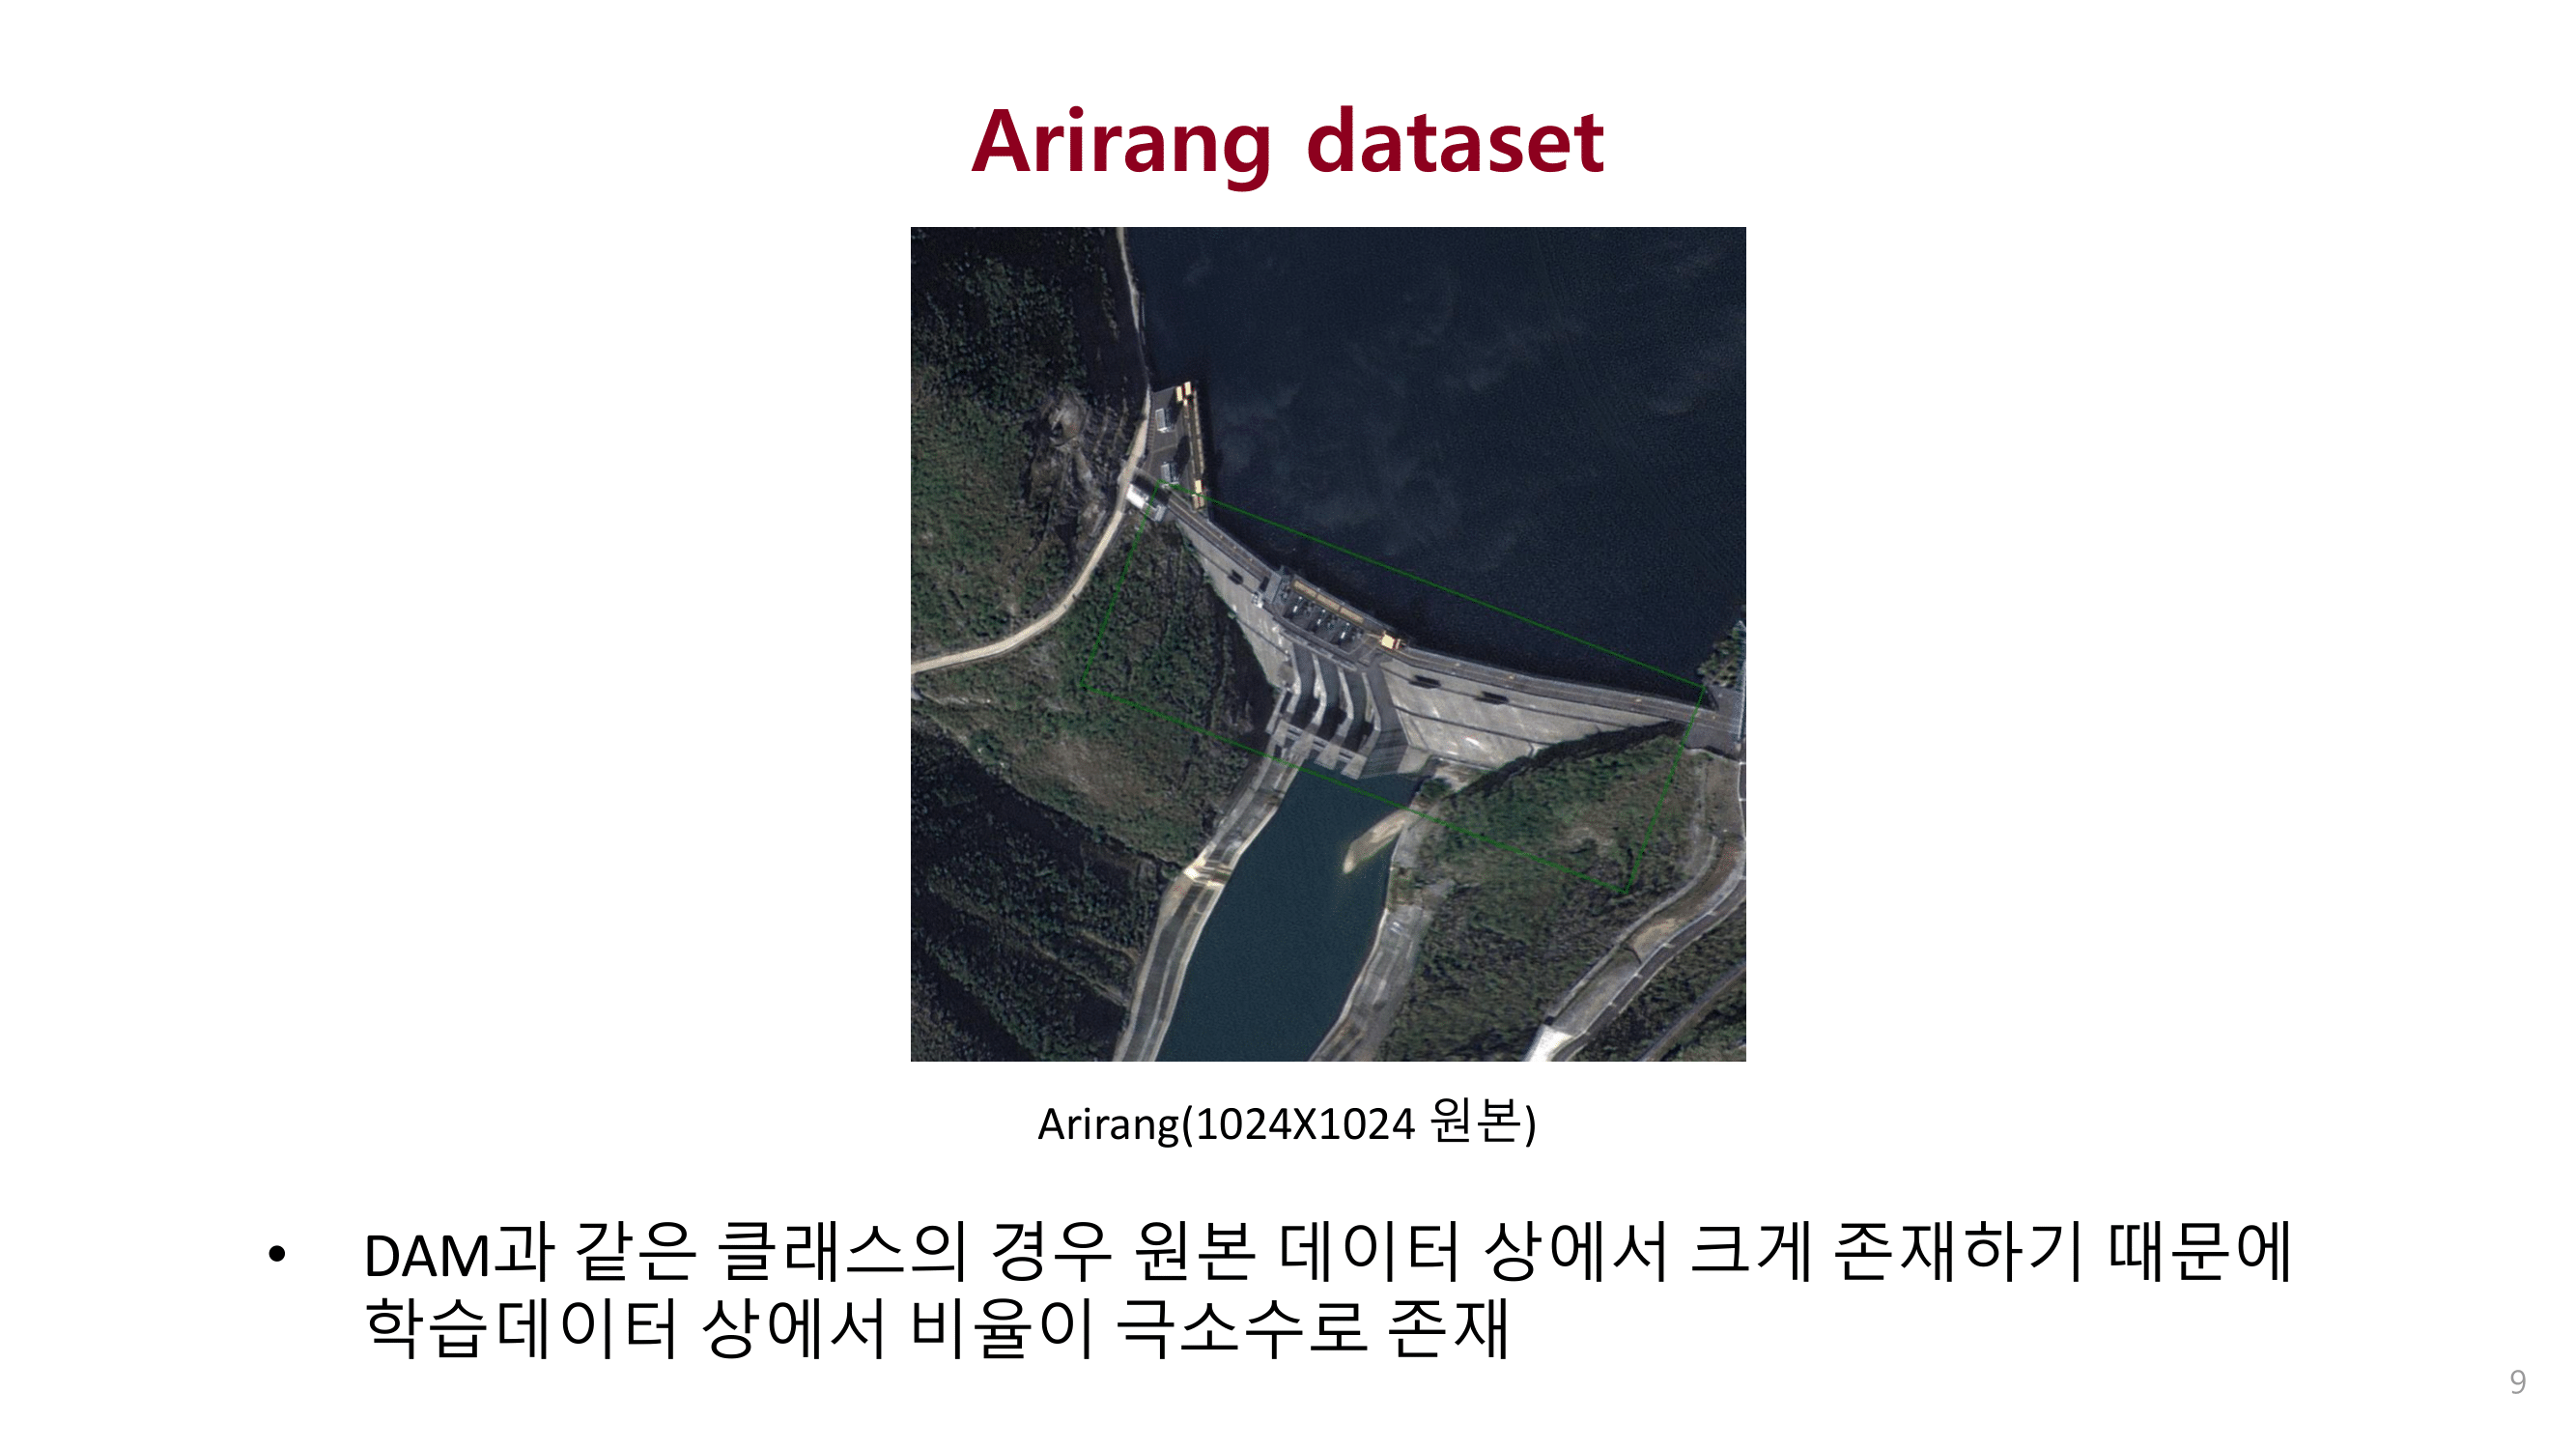 Arirang dataset
Arirang(1024X1024 원본)
• DAM과 같은 클래스의 경우 원본 데이터 상에서 크게 존재하기 때문에
학습데이터 상에서 비율이 극소수로 존재
9